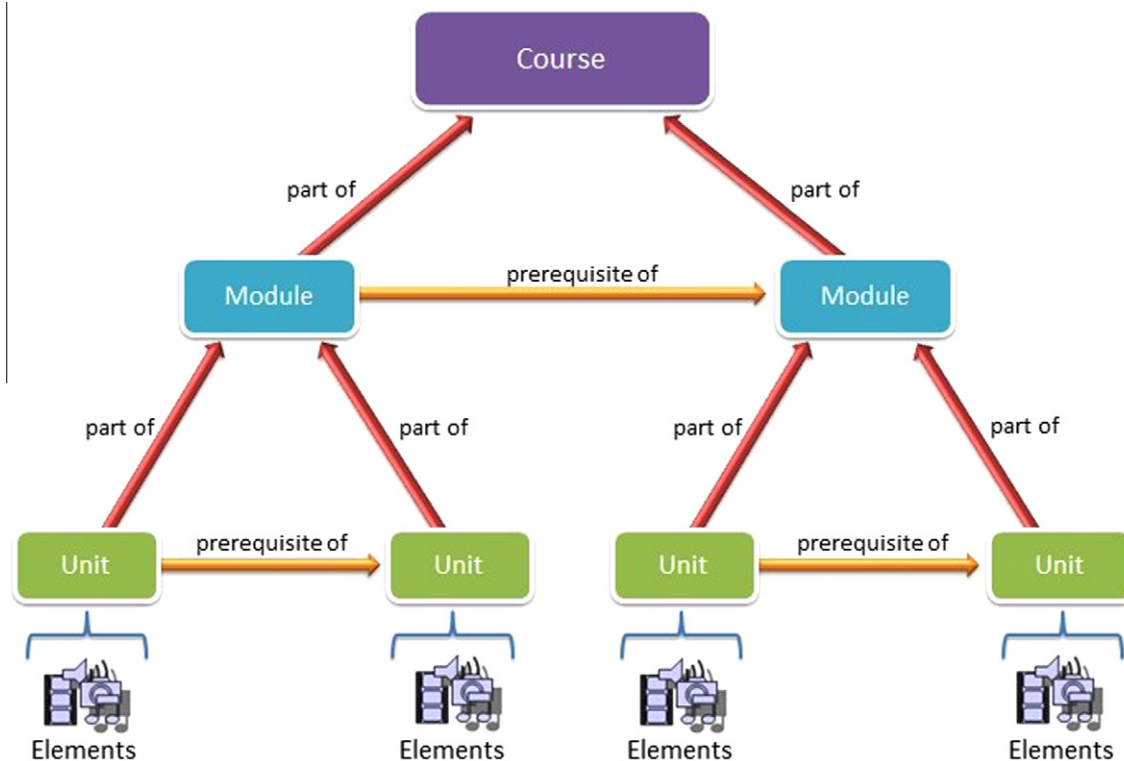 Course
part of
part of
Module
prerequisite of
Module
part of
part of
part of
part of
Unit
prerequisite of
Unit
Unit
prerequisite of
Unit
Elements
Elements
Elements
Elements